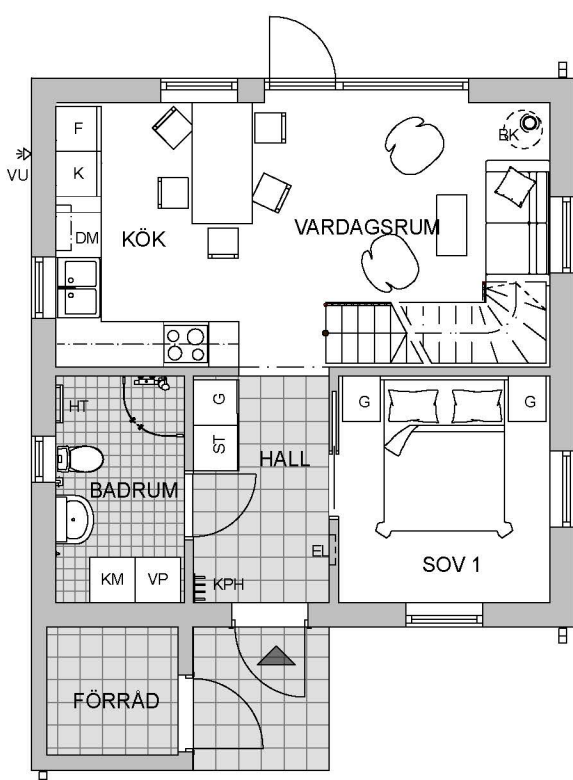 F
BK
K
VU
DM
KÖK
VARDAGSRUM
HT
G
G
G
ST
HALL
BADRUM
EL
SOV 1
KM
VP
KPH
FÖRRÅD